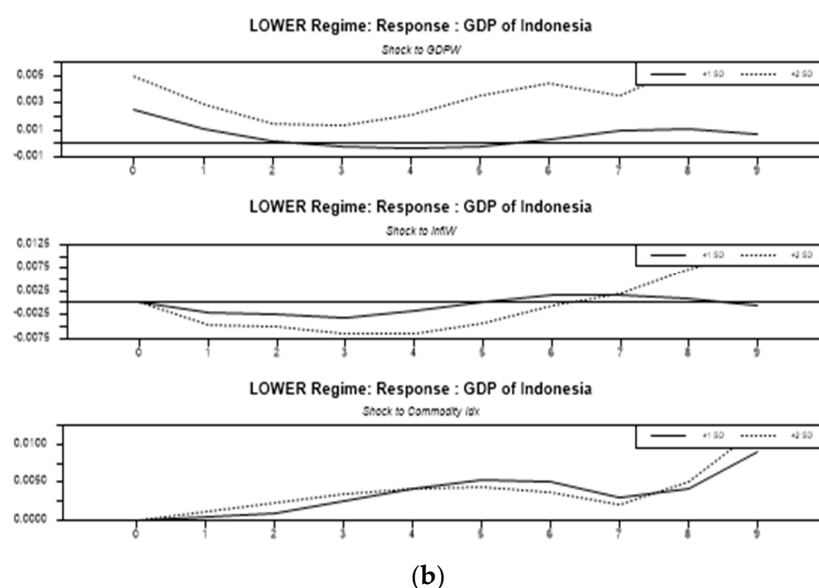 LOWER Regime: Response : GDP of Indonesia
Shock to GDPW
+1 SD +2 SD
0.005
0.003
0.001
-0.001
0 1 2 3 4 5 6 7 8 9
LOWER Regime: Response : GDP of Indonesia
Shock to InflW
+1 SD +2 SD
0.0125
0.0075
0.0025
-0.0025
-0.0075
0 1 2 3 4 5 6 7 8 9
LOWER Regime: Response : GDP of Indonesia
Shock to Commodity Idx
+1 SD +2 SD
0.0100
0.0050
0.0000
0 1 2 3 4 5 6 7 8 9
(b)